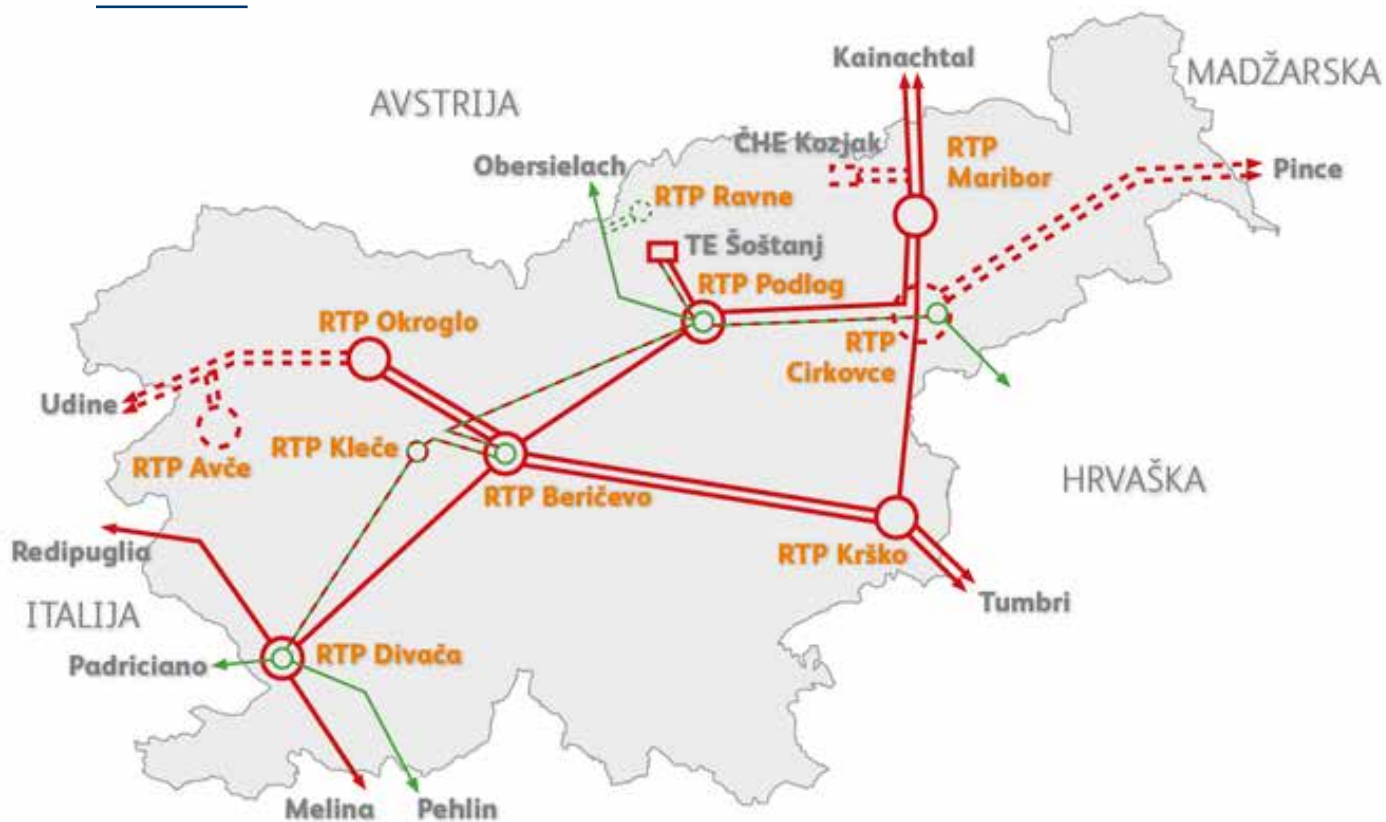 Kainachtal
MADŽARSKA
AVSTRIJA
ČHE Kozjak
RTP
Maribor
Obersielach
Pince
RTP Ravne
TE Šoštanj
RTP Podlog
RTP Okroglo
RTP
Cirkovce
Udine
RTP Kleče
RTP Avče
RTP Beričevo
HRVAŠKA
Redipuglia
RTP Krško
Tumbri
ITALIJA
Padriciano
RTP Divača
Melina
Pehlin